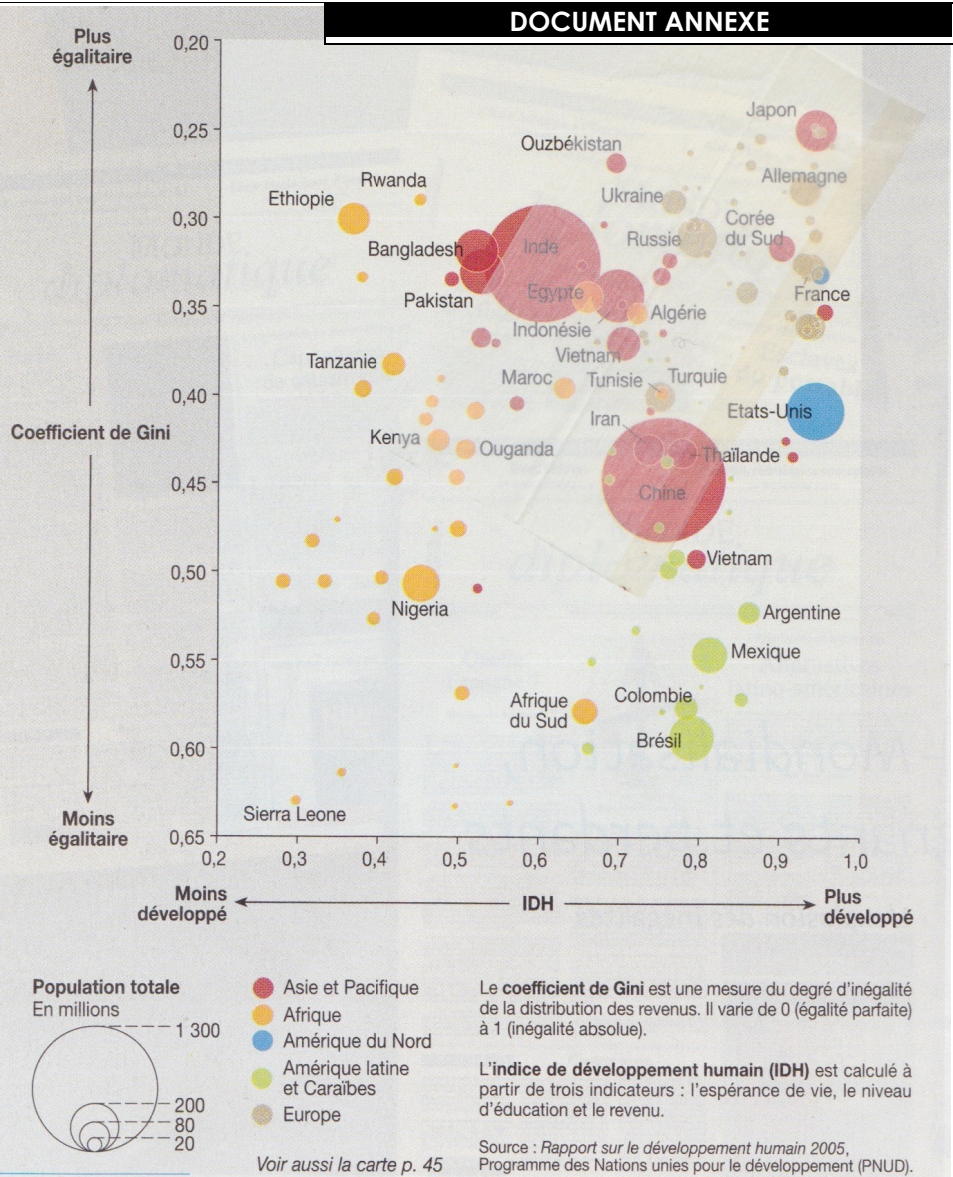 DOCUMENT ANNEXE
Plus
égalitaire
0,20
0,25
0,30
0,35
0,40
0,45
0,50
0,55
0,60
0,65
Coefficient de Gini
Moins
égalitaire
Japon
Ouzbékistan
Allemagne
Rwanda
Ethiopie
Ukraine
Corée
du Sud
Russie
Bangladesh
Inde
Pakistan
Egypte
France
Indonésie
Algérie
Vietnam
Tanzanie
Maroc
Tunisie
Turquie
Iran
Etats-Unis
Kenya
Ouganda
Thaïlande
Chine
Vietnam
Nigeria
Argentine
Mexique
Colombie
Afrique
du Sud
Brésil
Sierra Leone
0,2
0,3
0,4
0,5
0,6
0,7
0,8
0,9
1,0
Moins
développé
IDH
Plus
développé
Population totale
En millions
1 300
200
80
20
Asie et Pacifique
Afrique
Amérique du Nord
Amérique latine
et Caraïbes
Europe
Voir aussi la carte p. 45
Le coefficient de Gini est une mesure du degré d'inégalité
de la distribution des revenus. Il varie de 0 (égalité parfaite)
à 1 (inégalité absolue).
L'indice de développement humain (IDH) est calculé à
partir de trois indicateurs : l'espérance de vie, le niveau
d'éducation et le revenu.
Source : Rapport sur le développement humain 2005,
Programme des Nations unies pour le développement (PNUD).